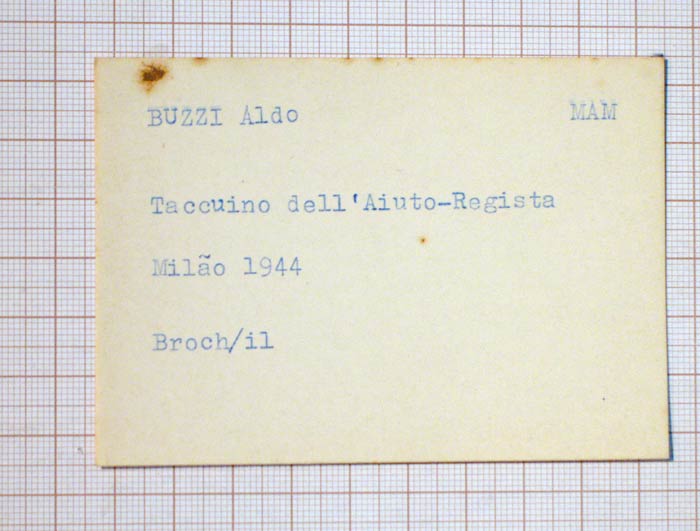 BUZZI Aldo MAM
Taccuino dell'Aiuto-Regista
Milão 1944
Broch/il